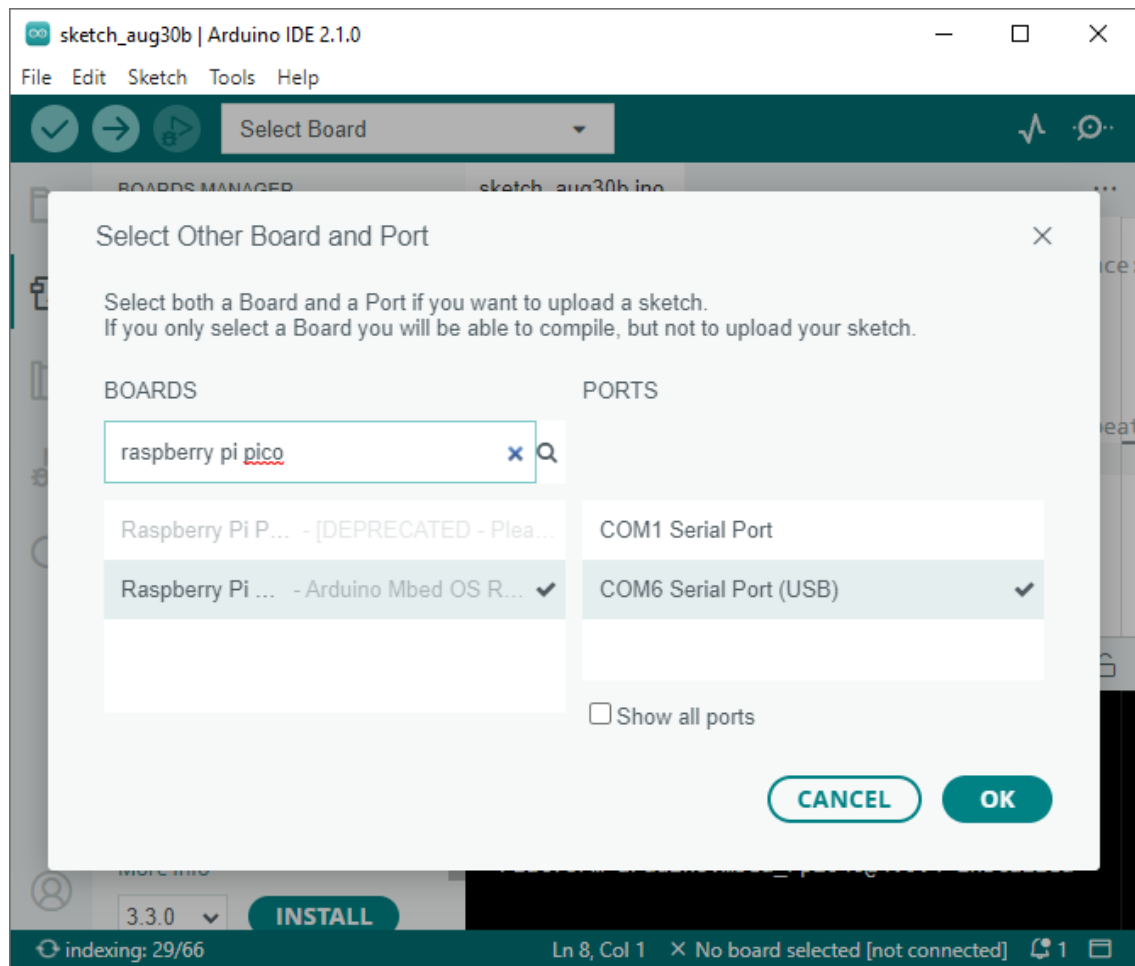 sketch_aug30b | Arduino IDE 2.1.0
File Edit Sketch Tools Help
Select Board
BOARDS MANAGER
sketch_aug30b.ino
...
Select Other Board and Port
Select both a Board and a Port if you want to upload a sketch.
If you only select a Board you will be able to compile, but not to upload your sketch.
BOARDS
PORTS
raspberry pi pico
Raspberry Pi P... - [DEPRECATED - Plea...
COM1 Serial Port
Raspberry Pi ... - Arduino Mbed OS R...
COM6 Serial Port (USB)
Show all ports
CANCEL
OK
More info
3.3.0
INSTALL
indexing: 29/66
Ln 8, Col 1
No board selected [not connected]
1